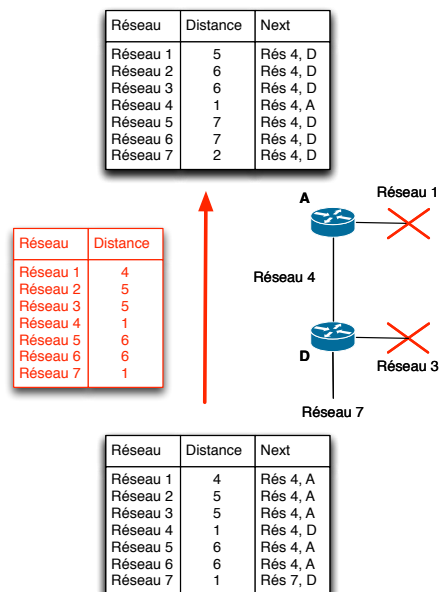 Réseau Distance Next
Réseau 1 5 Rés 4, D
Réseau 2 6 Rés 4, D
Réseau 3 6 Rés 4, D
Réseau 4 1 Rés 4, A
Réseau 5 7 Rés 4, D
Réseau 6 7 Rés 4, D
Réseau 7 2 Rés 4, D
Réseau 1
A
Réseau Distance
Réseau 1 4
Réseau 2 5
Réseau 3 5
Réseau 4 1
Réseau 5 6
Réseau 6 6
Réseau 7 1
Réseau 4
D
Réseau 3
Réseau 7
Réseau Distance Next
Réseau 1 4 Rés 4, A
Réseau 2 5 Rés 4, A
Réseau 3 5 Rés 4, A
Réseau 4 1 Rés 4, D
Réseau 5 6 Rés 4, A
Réseau 6 6 Rés 4, A
Réseau 7 1 Rés 7, D